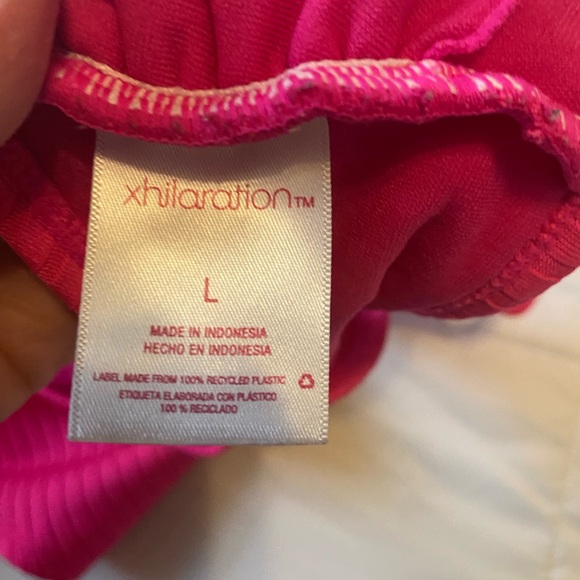 xhilaration™
L
MADE IN INDONESIA
HECHO EN INDONESIA
LABEL MADE FROM 100% RECYCLED PLASTIC
ETIQUETA ELABORADA CON PLÁSTICO
100 % RECICLADO